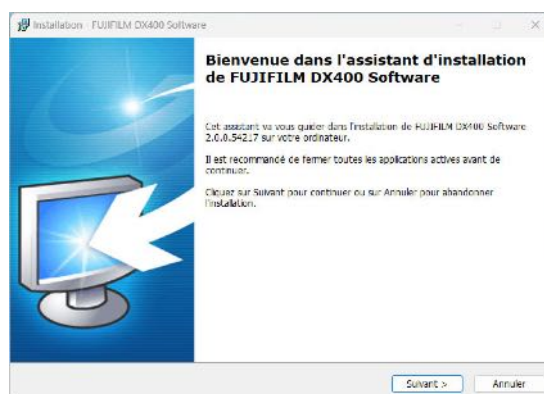 Installation FUJIFILM DX400 Software
Bienvenue dans l'assistant d'installation
de FUJIFILM DX400 Software
Cet assistant va vous guider dans l'installation de FUJIFILM DX400 Software
2.0.0.54217 sur votre ordinateur.
Il est recommandé de fermer toutes les applications actives avant de
continuer.
Cliquez sur Suivant pour continuer ou sur Annuler pour abandonner
l'installation.
Suivant >
Annuler